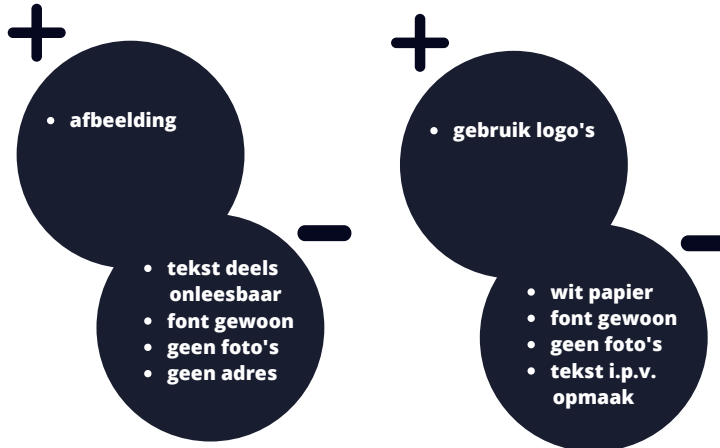 • afbeelding
• tekst deels
onleesbaar
• font gewoon
• geen foto's
• geen adres
• gebruik logo's
• wit papier
• font gewoon
• geen foto's
• tekst i.p.v.
opmaak